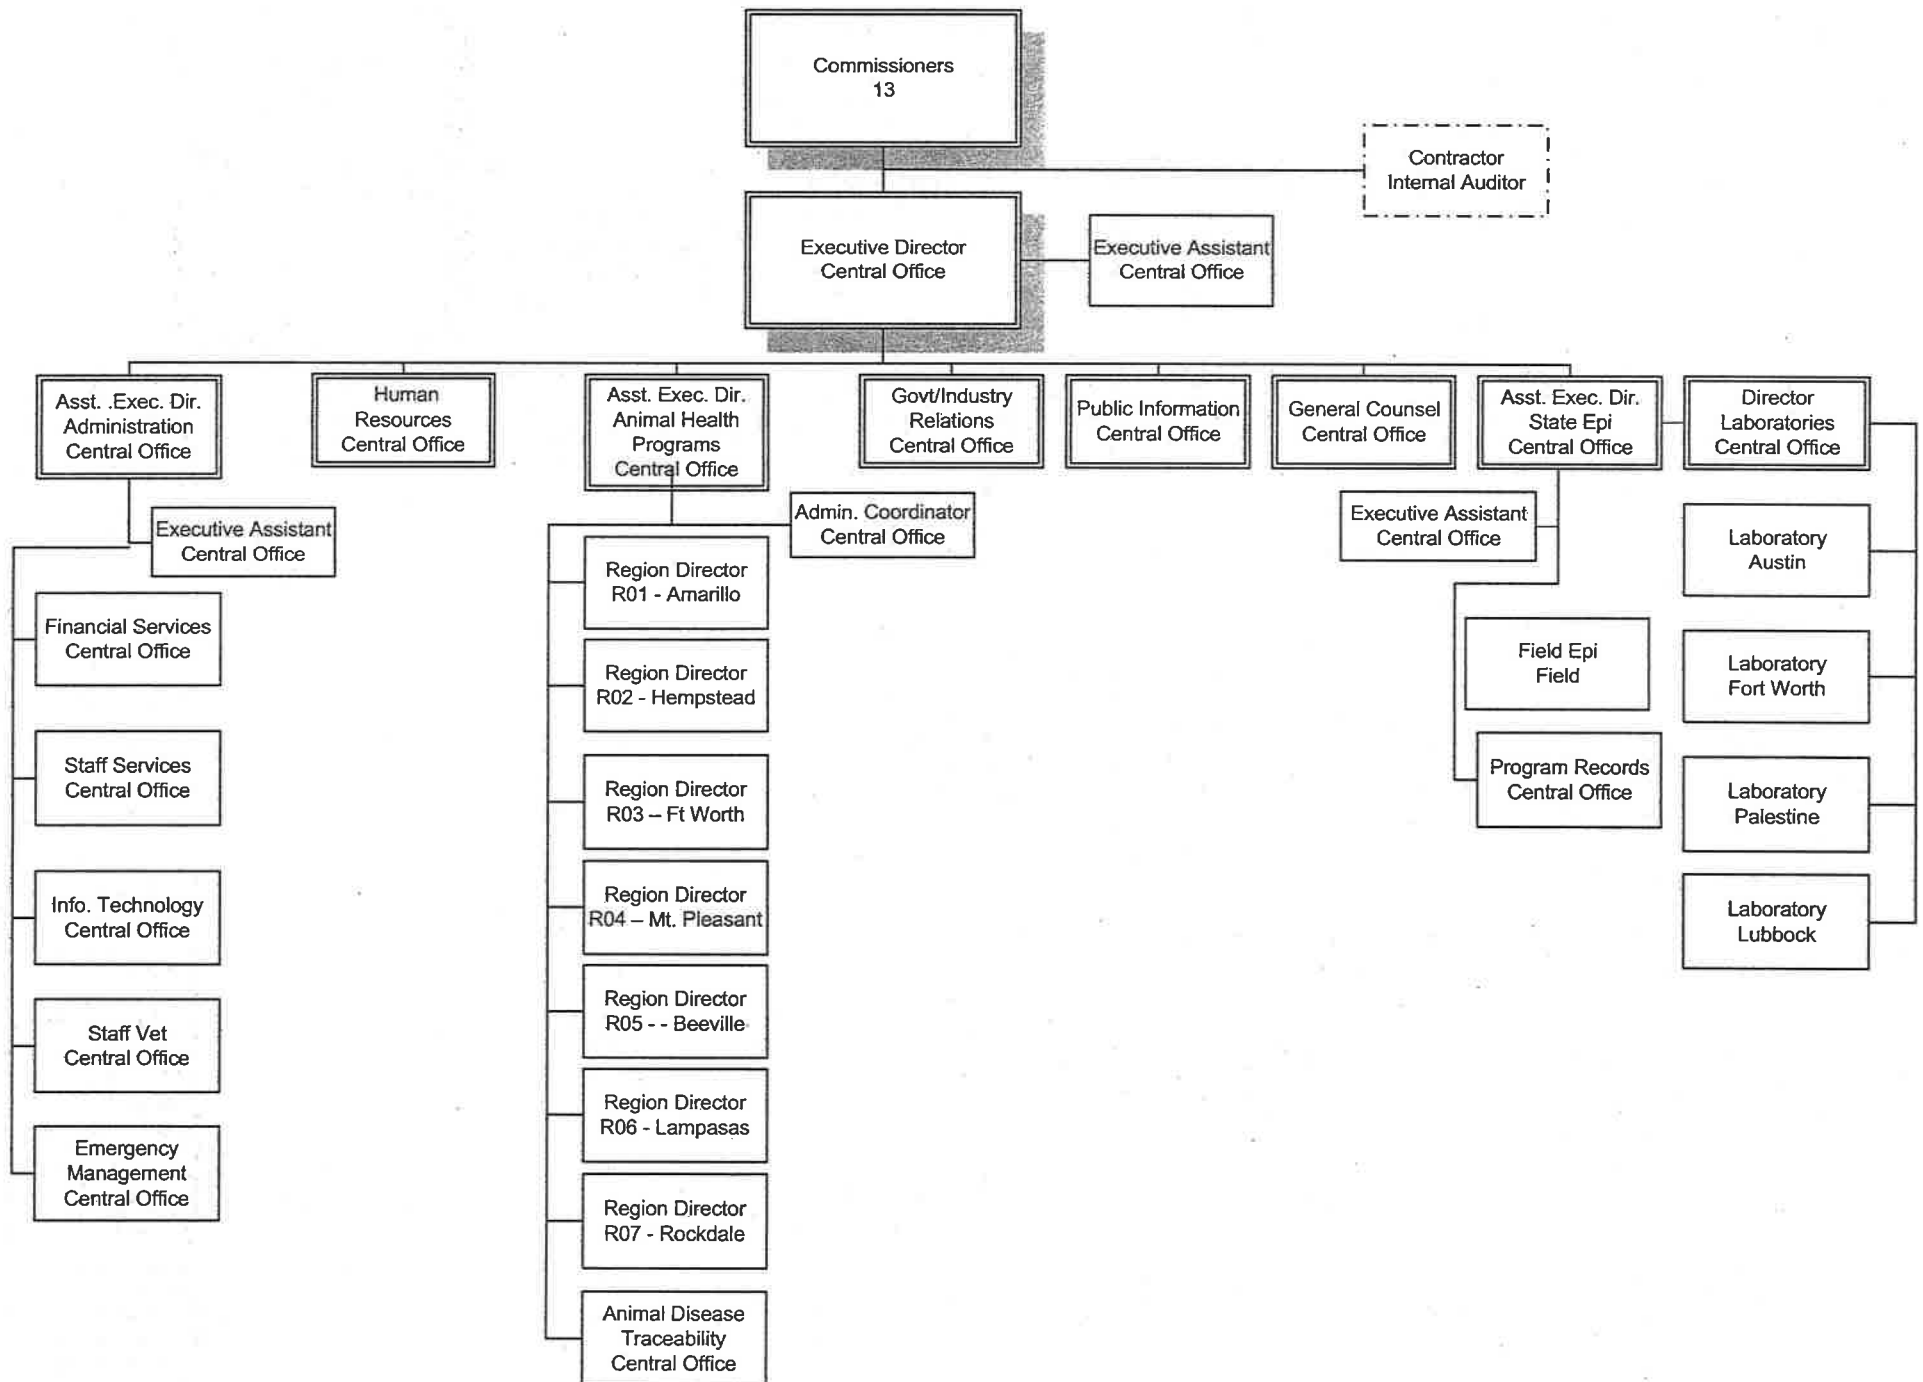 Commissioners
13
Contractor
Internal Auditor
Executive Director
Central Office
Executive Assistant
Central Office
Asst. .Exec. Dir.
Administration
Central Office
Human
Resources
Central Office
Asst. Exec. Dir.
Animal Health
Programs
Central Office
Govt/Industry
Relations
Central Office
Public Information
Central Office
General Counsel
Central Office
Asst. Exec. Dir.
State Epi
Central Office
Director
Laboratories
Central Office
Executive Assistant
Central Office
Financial Services
Central Office
Staff Services
Central Office
Info. Technology
Central Office
Staff Vet
Central Office
Emergency
Management
Central Office
Admin. Coordinator
Central Office
Region Director
R01 - Amarillo
Region Director
R02 - Hempstead
Region Director
R03 – Ft Worth
Region Director
R04 – Mt. Pleasant
Region Director
R05 - - Beeville
Region Director
R06 - Lampasas
Region Director
R07 - Rockdale
Animal Disease
Traceability
Central Office
Executive Assistant
Central Office
Field Epi
Field
Program Records
Central Office
Laboratory
Austin
Laboratory
Fort Worth
Laboratory
Palestine
Laboratory
Lubbock